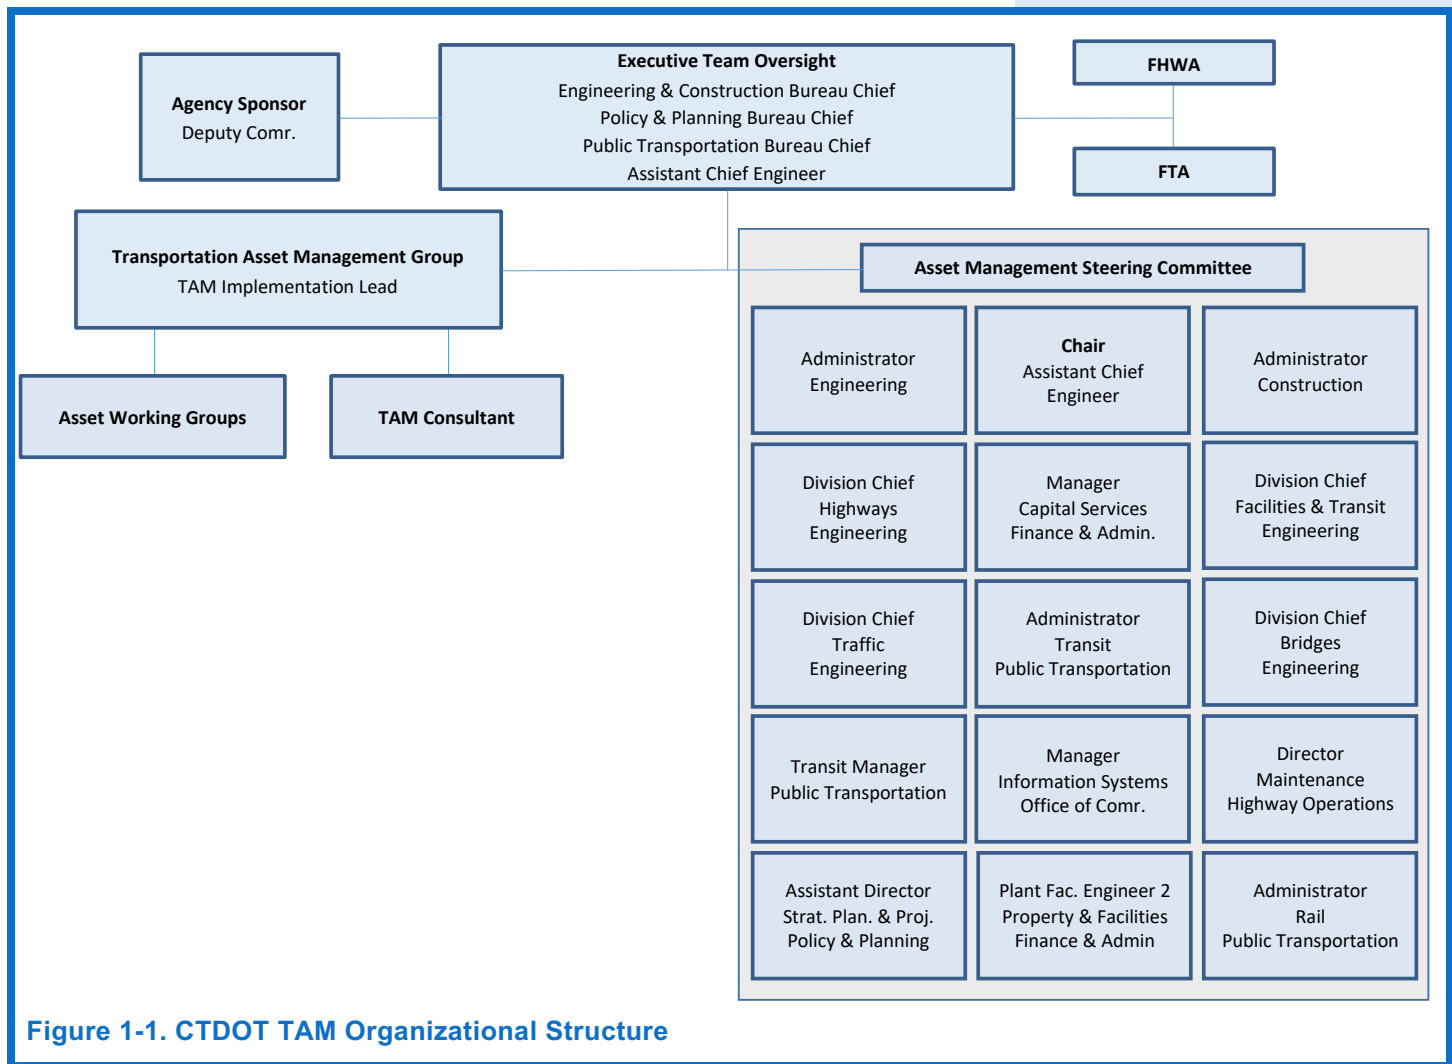 Agency Sponsor
Deputy Comr.
Executive Team Oversight
Engineering & Construction Bureau Chief
Policy & Planning Bureau Chief
Public Transportation Bureau Chief
Assistant Chief Engineer
FHWA
FTA
Transportation Asset Management Group
TAM Implementation Lead
Asset Working Groups
TAM Consultant
Asset Management Steering Committee
Administrator
Engineering
Chair
Assistant Chief
Engineer
Administrator
Construction
Division Chief
Highways
Engineering
Manager
Capital Services
Finance & Admin.
Division Chief
Facilities & Transit
Engineering
Division Chief
Traffic
Engineering
Administrator
Transit
Public Transportation
Division Chief
Bridges
Engineering
Transit Manager
Public Transportation
Manager
Information Systems
Office of Comr.
Director
Maintenance
Highway Operations
Assistant Director
Strat. Plan. & Proj.
Policy & Planning
Plant Fac. Engineer 2
Property & Facilities
Finance & Admin
Administrator
Rail
Public Transportation
Figure 1-1. CTDOT TAM Organizational Structure